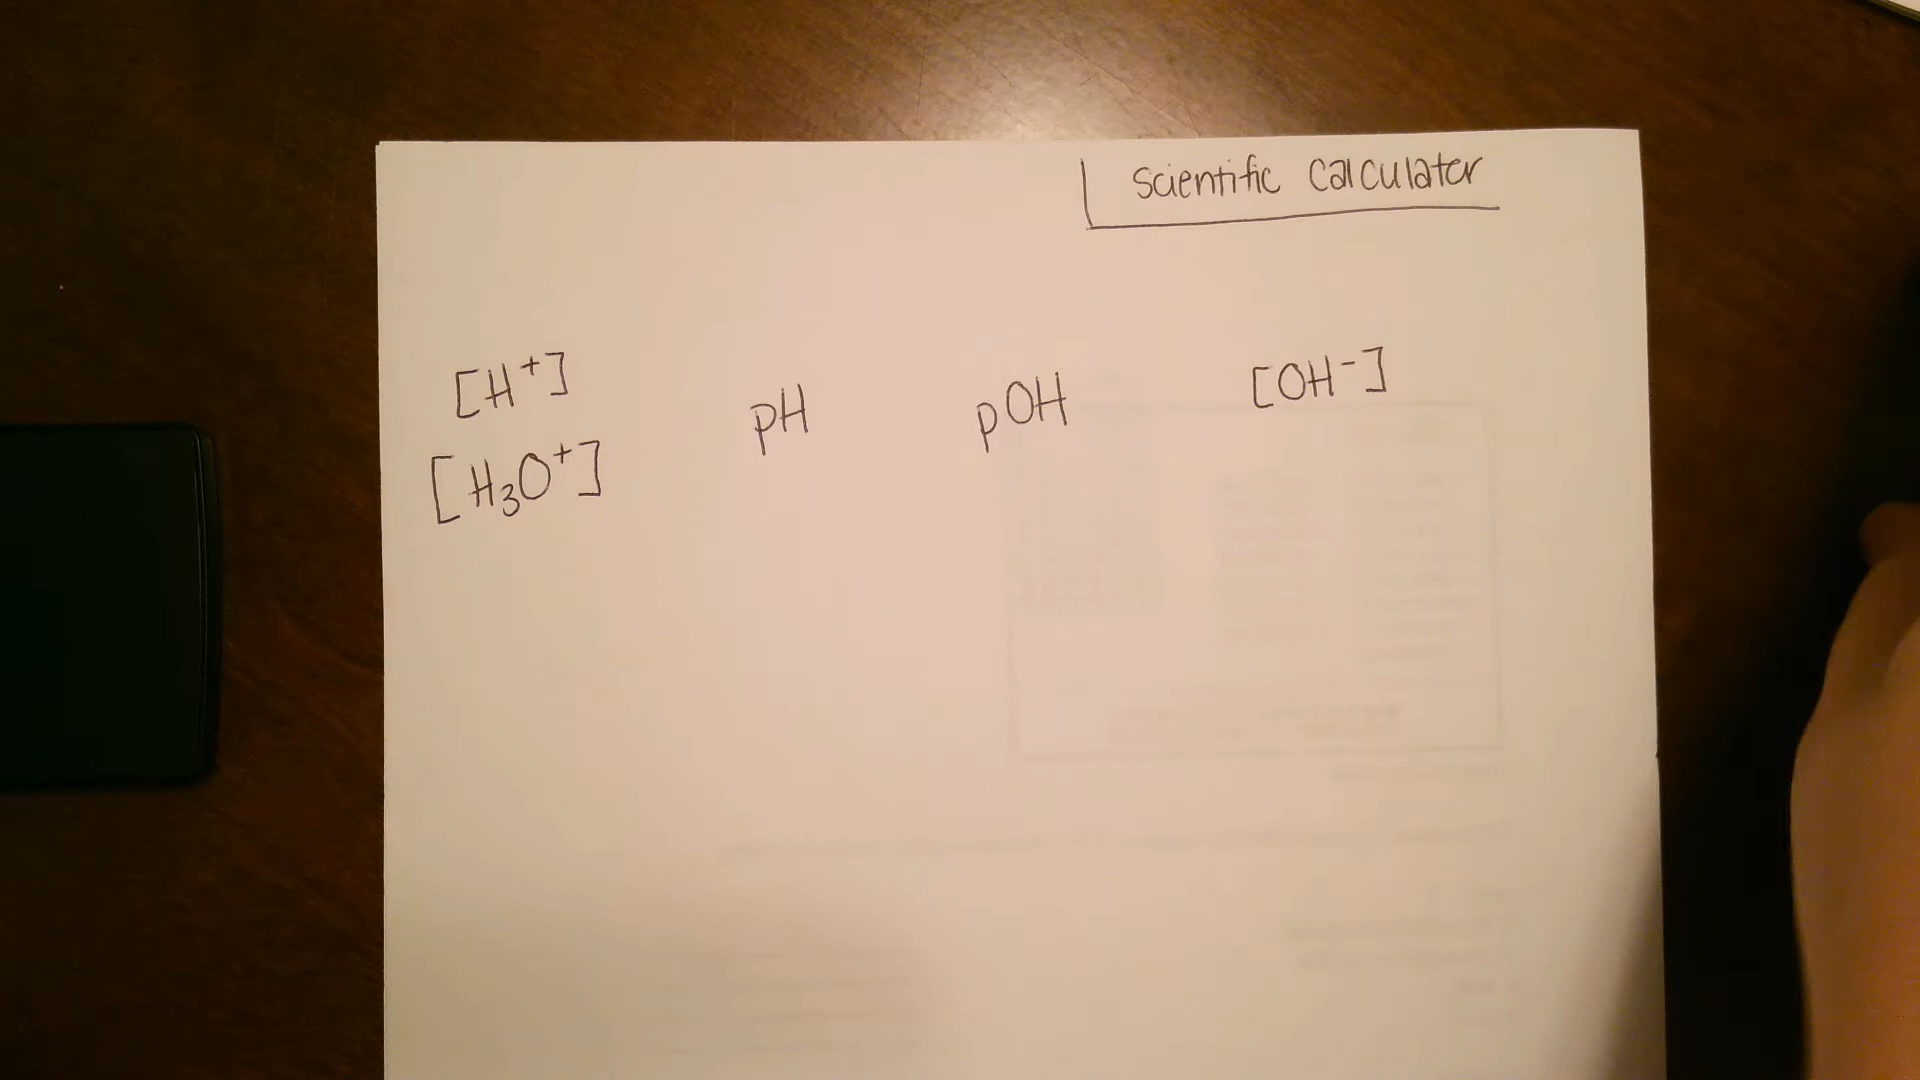 Scientific Calculater
[H⁺] pH pOH [OH⁻]
[H₃O⁺]